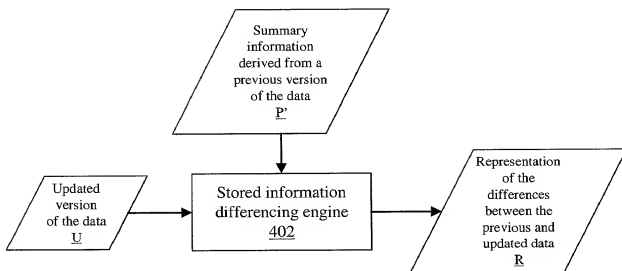 Summary
information
derived from a
previous version
of the data
P'
Updated
version
of the data
U
Stored information
differencing engine
402
Representation
of the
differences
between the
previous and
updated data
R